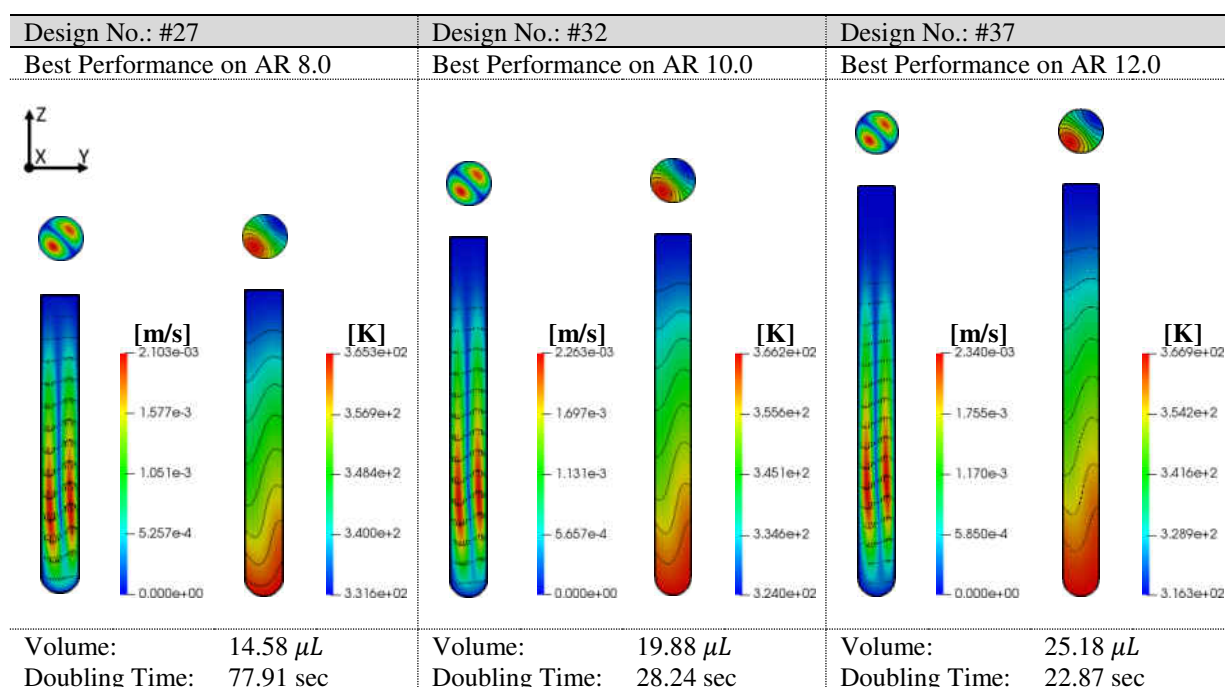 Design No.: #27 Design No.: #32 Design No.: #37
Best Performance on AR 8.0 Best Performance on AR 10.0 Best Performance on AR 12.0
Z
X Y
[m/s] [K] [m/s] [K] [m/s] [K]
2.103e-03 3.653e+02 2.263e-03 3.662e+02 2.340e-03 3.669e+02
1.577e-3 3.569e+2 1.697e-3 3.556e+2 1.755e-3 3.542e+2
1.051e-3 3.484e+2 1.131e-3 3.451e+2 1.170e-3 3.416e+2
5.257e-4 3.400e+2 5.657e-4 3.346e+2 5.850e-4 3.289e+2
0.000e+00 3.316e+02 0.000e+00 3.240e+02 0.000e+00 3.163e+02
Volume: 14.58 μL Volume: 19.88 μL Volume: 25.18 μL
Doubling Time: 77.91 sec Doubling Time: 28.24 sec Doubling Time: 22.87 sec